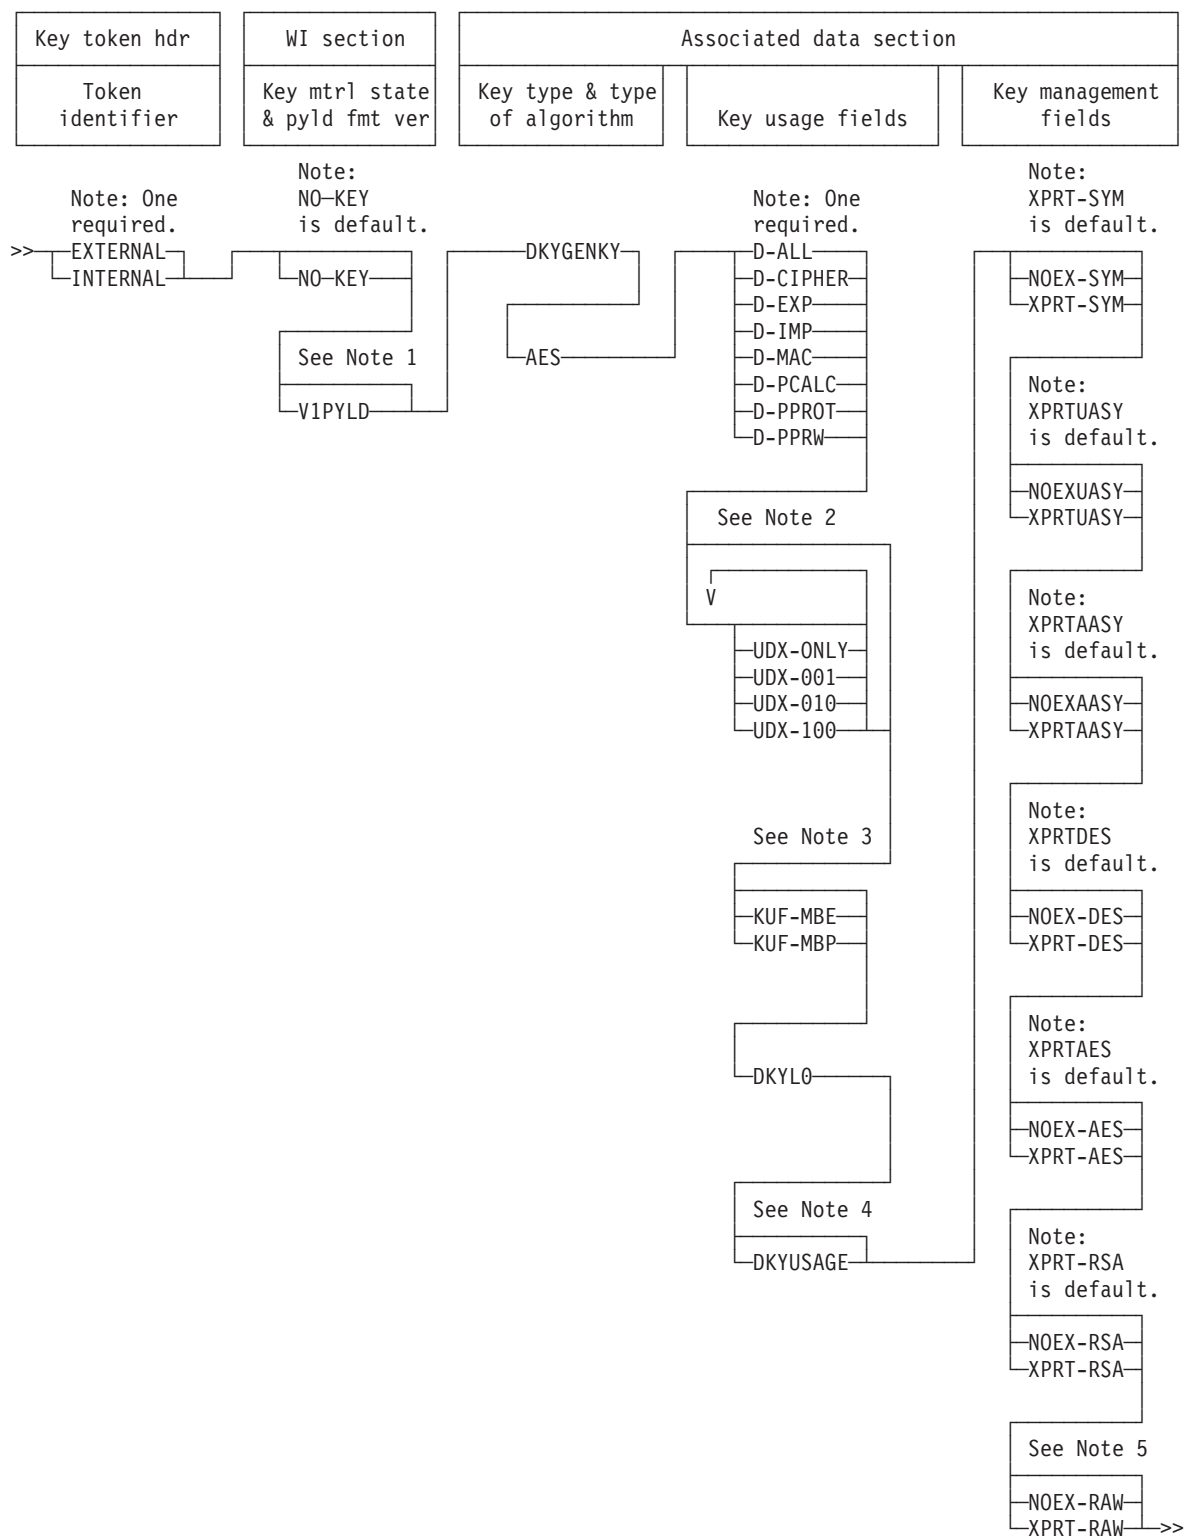 Key token hdr
WI section
Associated data section
Token
identifier
Key mtrl state
& pyld fmt ver
Key type & type
of algorithm
Key usage fields
Key management
fields
Note: One
required.
>>
EXTERNAL
INTERNAL
Note:
NO-KEY
is default.
NO-KEY
See Note 1
V1PYLD
DKYGENKY
AES
Note: One
required.
D-ALL
D-CIPHER
D-EXP
D-IMP
D-MAC
D-PCALC
D-PPROT
D-PPRW
See Note 2
V
UDX-ONLY
UDX-001
UDX-010
UDX-100
See Note 3
KUF-MBE
KUF-MBP
DKYL0
See Note 4
DKYUSAGE
Note:
XPRT-SYM
is default.
NOEX-SYM
XPRT-SYM
Note:
XPRTUASY
is default.
NOEXUASY
XPRTUASY
Note:
XPRTAASY
is default.
NOEXAASY
XPRTAASY
Note:
XPRTDES
is default.
NOEX-DES
XPRT-DES
Note:
XPRTAES
is default.
NOEX-AES
XPRT-AES
Note:
XPRT-RSA
is default.
NOEX-RSA
XPRT-RSA
See Note 5
NOEX-RAW
XPRT-RAW
>>